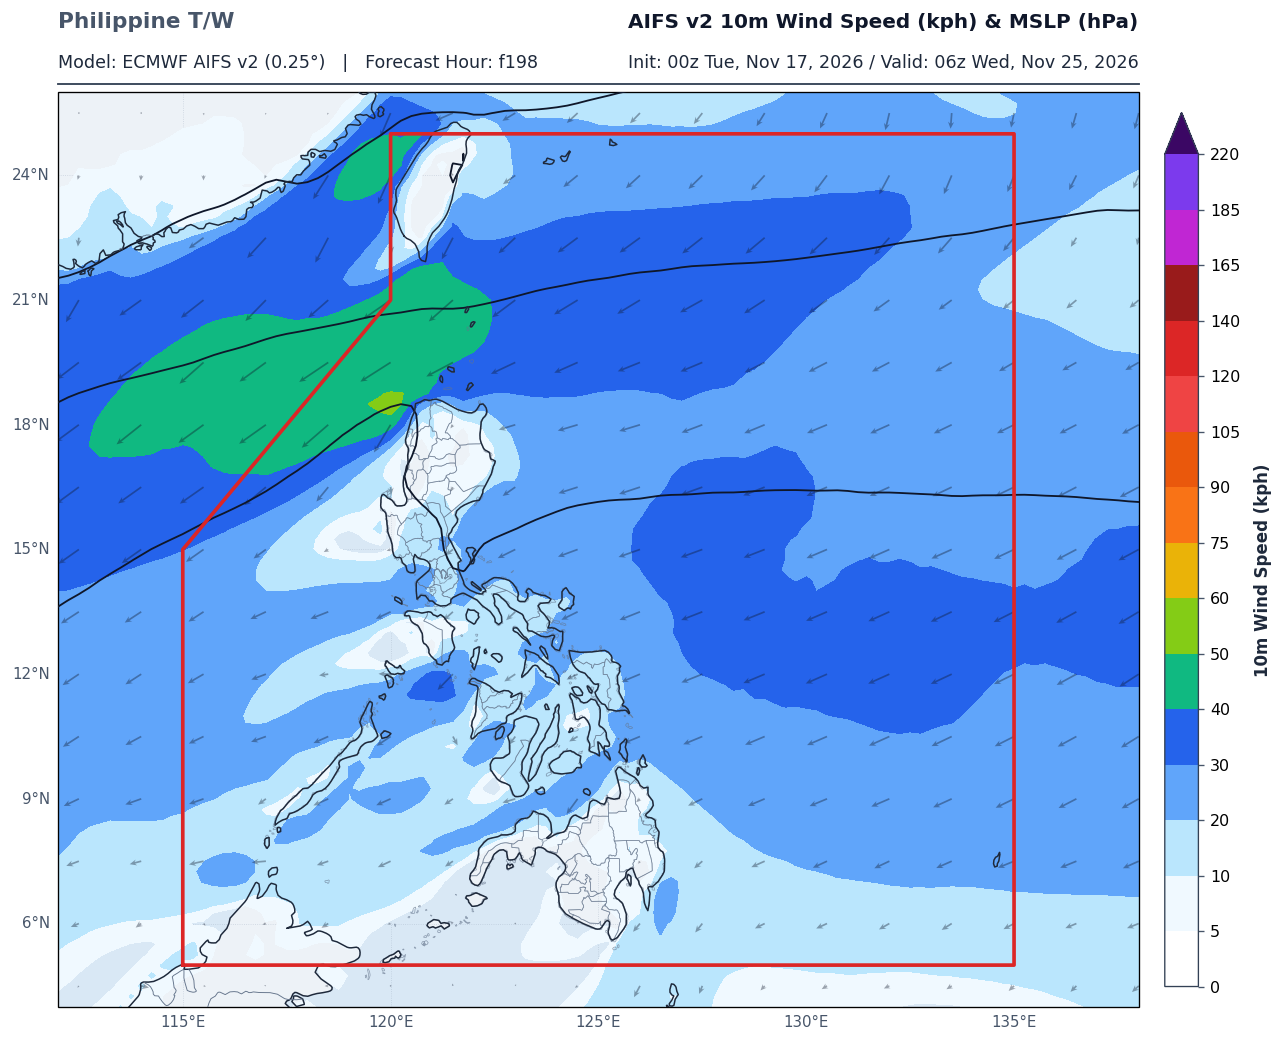 Philippine T/W
AIFS v2 10m Wind Speed (kph) & MSLP (hPa)
Model: ECMWF AIFS v2 (0.25°) | Forecast Hour: f198
Init: 00z Tue, Nov 17, 2026 / Valid: 06z Wed, Nov 25, 2026
24°N
21°N
18°N
15°N
12°N
9°N
6°N
115°E
120°E
125°E
130°E
135°E
220
185
165
140
120
105
90
75
60
50
40
30
20
10
5
0
10m Wind Speed (kph)